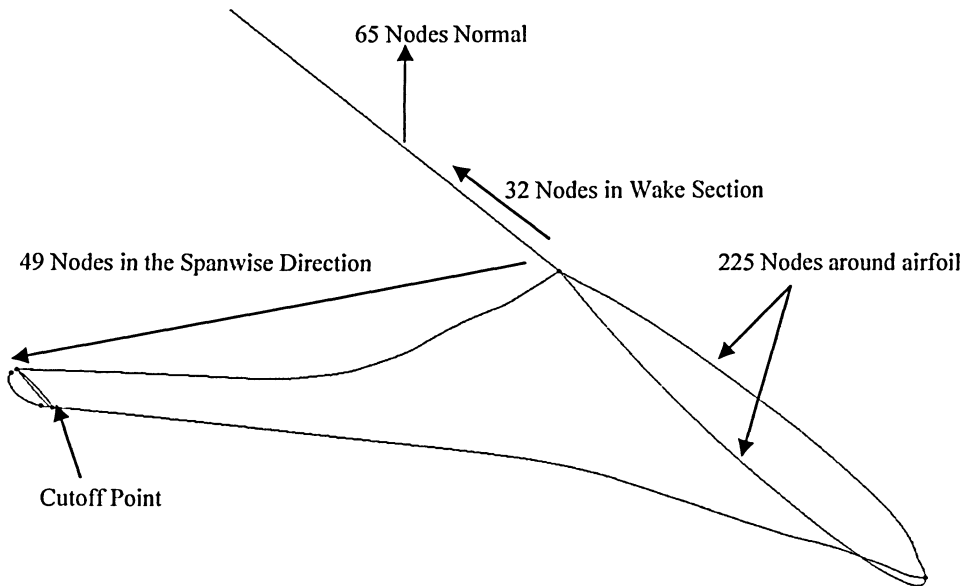 65 Nodes Normal
32 Nodes in Wake Section
49 Nodes in the Spanwise Direction
225 Nodes around airfoil
Cutoff Point